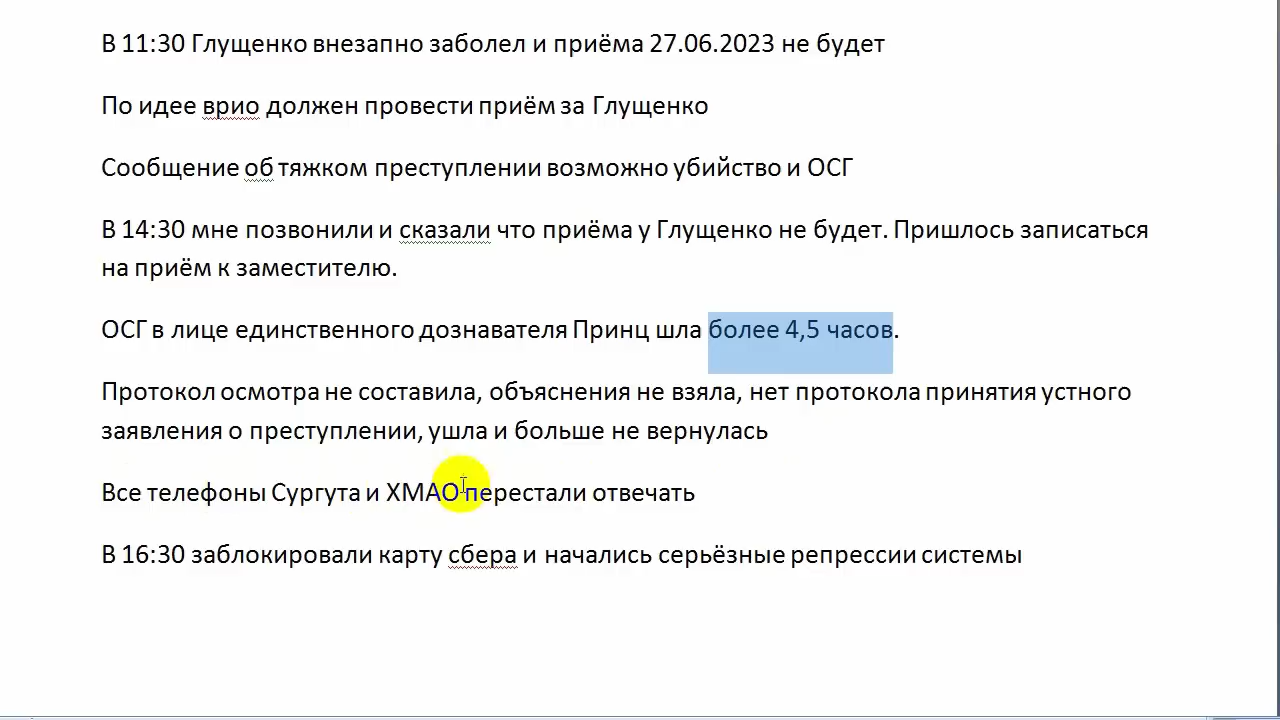 В 11:30 Глущенко внезапно заболел и приёма 27.06.2023 не будет
По идее врио должен провести приём за Глущенко
Сообщение об тяжком преступлении возможно убийство и ОСГ
В 14:30 мне позвонили и сказали что приёма у Глущенко не будет. Пришлось записаться
на приём к заместителю.
ОСГ в лице единственного дознавателя Принц шла более 4,5 часов.
Протокол осмотра не составила, объяснения не взяла, нет протокола принятия устного
заявления о преступлении, ушла и больше не вернулась
Все телефоны Сургута и ХМАО перестали отвечать
В 16:30 заблокировали карту сбера и начались серьёзные репрессии системы